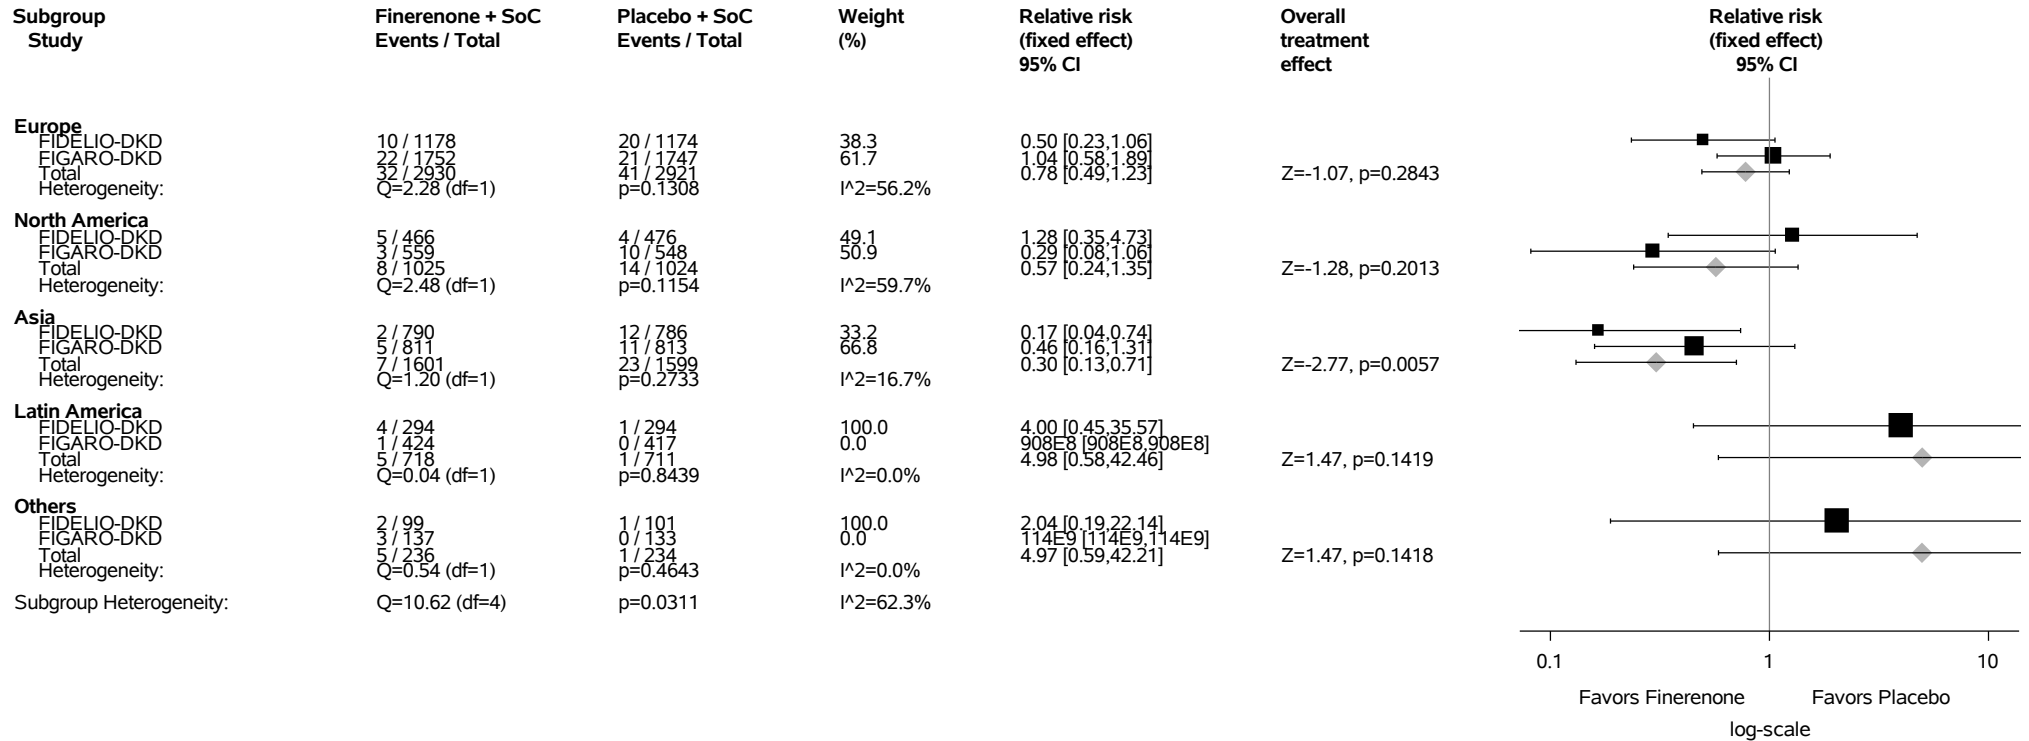 Subgroup Finerenone + SoC Placebo + SoC Weight Relative risk Overall Relative risk
Study Events / Total Events / Total (%) (fixed effect) treatment (fixed effect)
95% CI effect 95% CI
Europe
FIDELIO-DKD 10 / 1178 20 / 1174 38.3 0.50 [0.23,1.06]
FIGARO-DKD 22 / 1752 21 / 1747 61.7 1.04 [0.58,1.89]
Total 32 / 2930 41 / 2921 0.78 [0.49,1.23] Z=-1.07, p=0.2843
Heterogeneity: Q=2.28 (df=1) p=0.1308 I^2=56.2%
North America
FIDELIO-DKD 5 / 466 4 / 476 49.1 1.28 [0.35,4.73]
FIGARO-DKD 3 / 559 10 / 548 50.9 0.29 [0.08,1.06]
Total 8 / 1025 14 / 1024 0.57 [0.24,1.35] Z=-1.28, p=0.2013
Heterogeneity: Q=2.48 (df=1) p=0.1154 I^2=59.7%
Asia
FIDELIO-DKD 2 / 790 12 / 786 33.2 0.17 [0.04,0.74]
FIGARO-DKD 5 / 811 11 / 813 66.8 0.46 [0.16,1.31]
Total 7 / 1601 23 / 1599 0.30 [0.13,0.71] Z=-2.77, p=0.0057
Heterogeneity: Q=1.20 (df=1) p=0.2733 I^2=16.7%
Latin America
FIDELIO-DKD 4 / 294 1 / 294 100.0 4.00 [0.45,35.57]
FIGARO-DKD 1 / 424 0 / 417 0.0 908E8 [908E8,908E8]
Total 5 / 718 1 / 711 4.98 [0.58,42.46] Z=1.47, p=0.1419
Heterogeneity: Q=0.04 (df=1) p=0.8439 I^2=0.0%
Others
FIDELIO-DKD 2 / 99 1 / 101 100.0 2.04 [0.19,22.14]
FIGARO-DKD 3 / 137 0 / 133 0.0 114E9 [114E9,114E9]
Total 5 / 236 1 / 234 4.97 [0.59,42.21] Z=1.47, p=0.1418
Heterogeneity: Q=0.54 (df=1) p=0.4643 I^2=0.0%
Subgroup Heterogeneity: Q=10.62 (df=4) p=0.0311 I^2=62.3%
0.1 1 10
Favors Finerenone Favors Placebo
log-scale